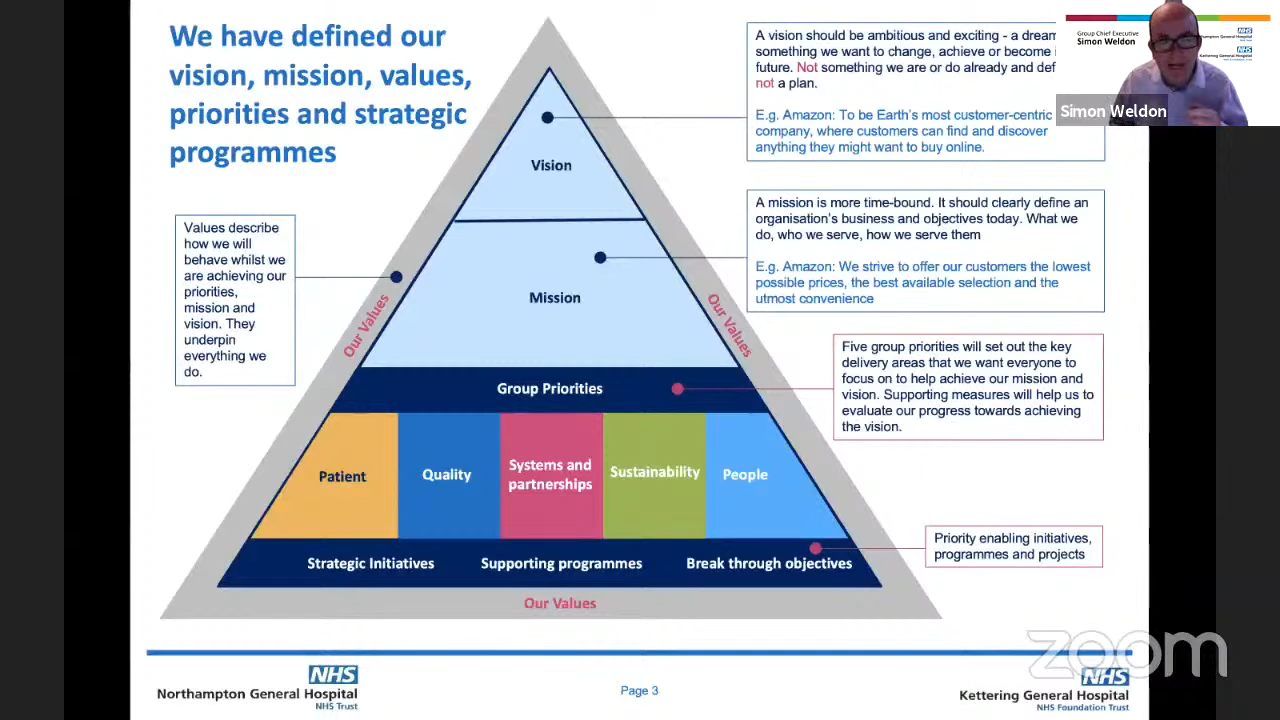 We have defined our
vision, mission, values,
priorities and strategic
programmes
A vision should be ambitious and exciting - a dream
something we want to change, achieve or become
future. Not something we are or do already and def
not a plan.
E.g. Amazon: To be Earth's most customer-centric
company, where customers can find and discover
anything they might want to buy online.
Group Chief Executive
Simon Weldon
NHS
Northampton General Hospital
NHS
Kettering General Hospital
Simon Weldon
Vision
A mission is more time-bound. It should clearly define an
organisation's business and objectives today. What we
do, who we serve, how we serve them
E.g. Amazon: We strive to offer our customers the lowest
possible prices, the best available selection and the
utmost convenience
Values describe
how we will
behave whilst we
are achieving our
priorities,
mission and
vision. They
underpin
everything we
do.
Mission
Our Values
Our Values
Five group priorities will set out the key
delivery areas that we want everyone to
focus on to help achieve our mission and
vision. Supporting measures will help us to
evaluate our progress towards achieving
the vision.
Group Priorities
Patient
Quality
Systems and
partnerships
Sustainability
People
Priority enabling initiatives,
programmes and projects
Strategic Initiatives
Supporting programmes
Break through objectives
Our Values
zoom
NHS
Northampton General Hospital
NHS Trust
Page 3
NHS
Kettering General Hospital
NHS Foundation Trust